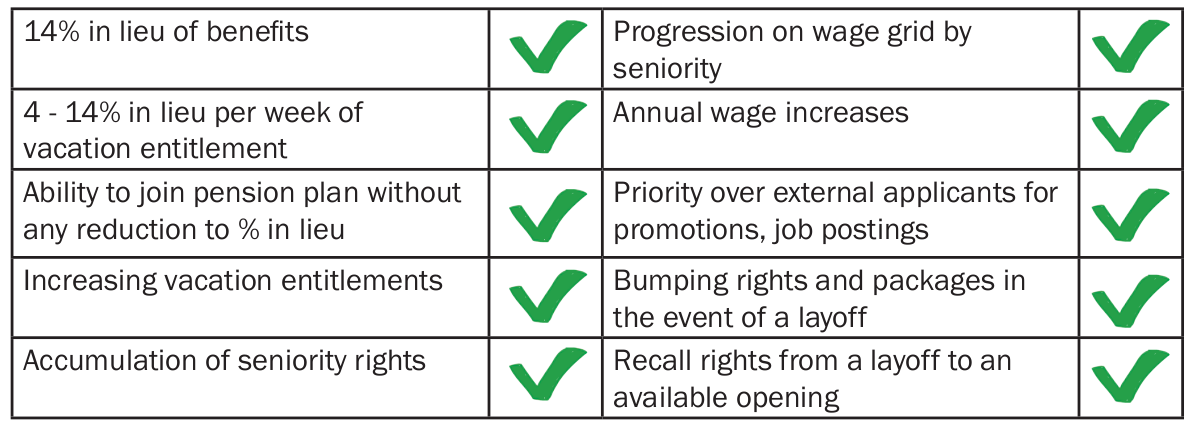 14% in lieu of benefits
Progression on wage grid by
seniority
4 - 14% in lieu per week of
vacation entitlement
Annual wage increases
Ability to join pension plan without
any reduction to % in lieu
Priority over external applicants for
promotions, job postings
Increasing vacation entitlements
Bumping rights and packages in
the event of a layoff
Accumulation of seniority rights
Recall rights from a layoff to an
available opening